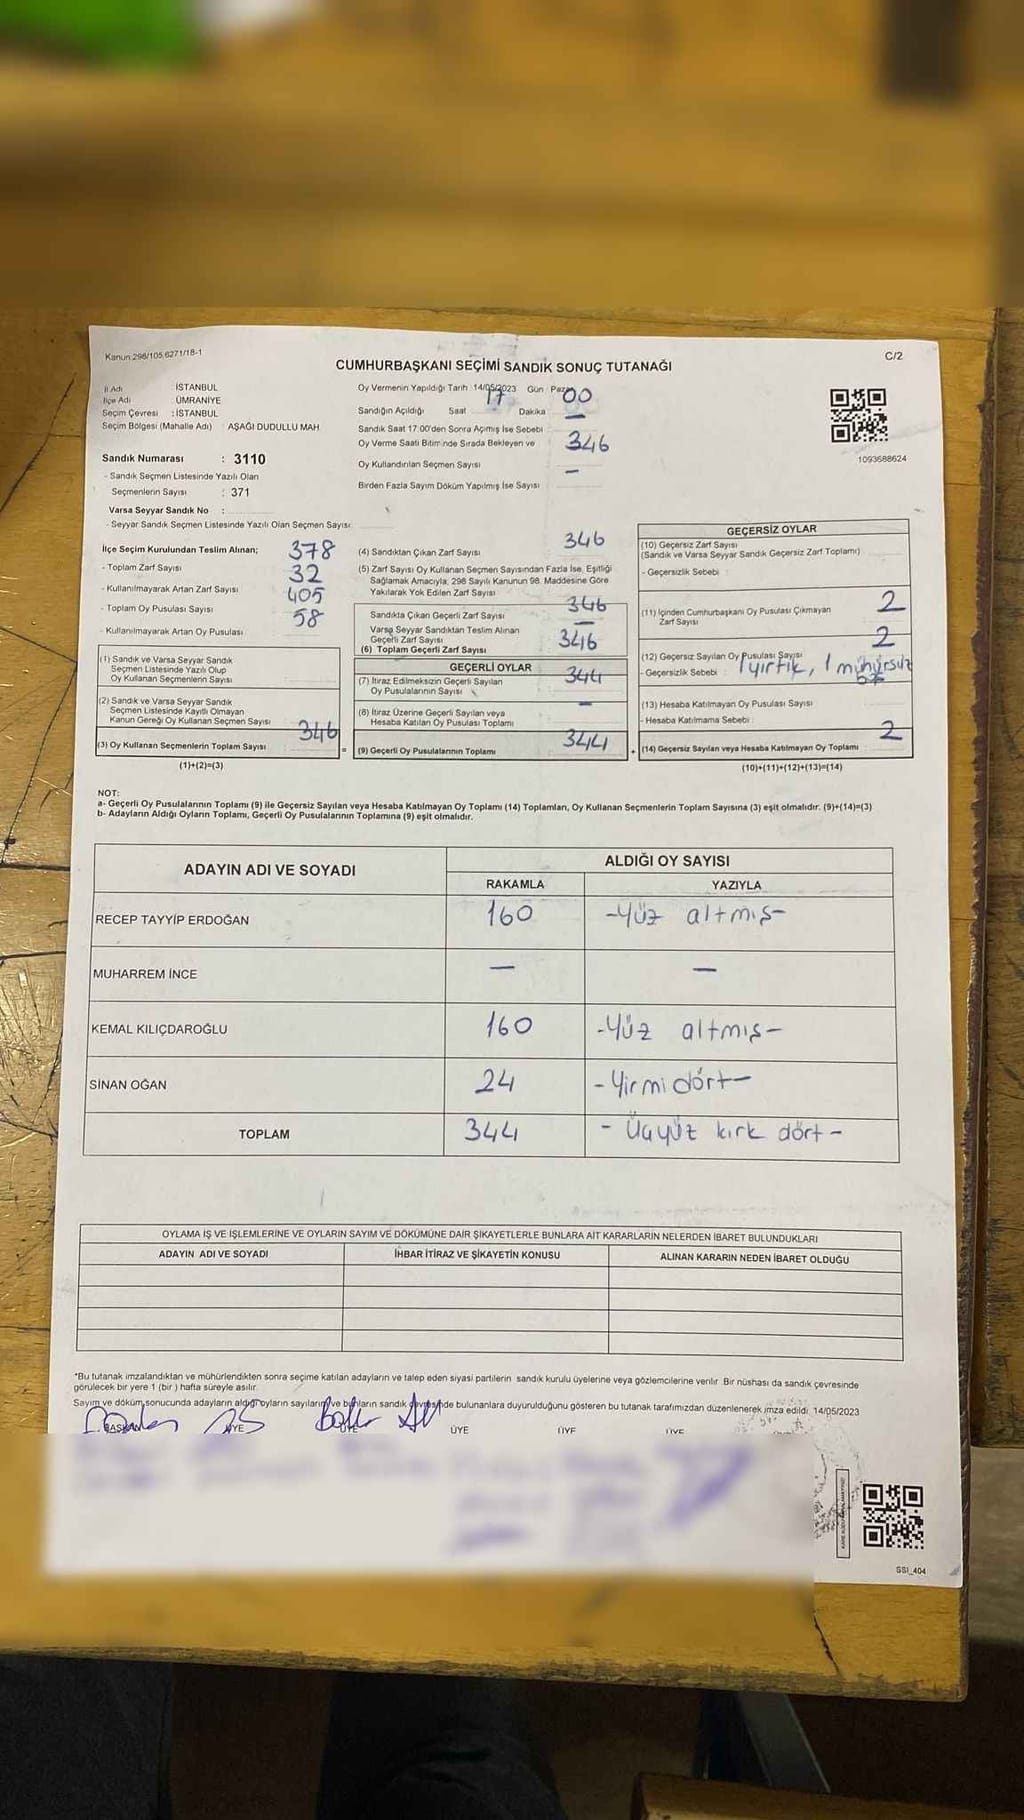 Kanun 298/105,6271/18-1
C/2
CUMHURBAŞKANI SEÇİMİ SANDIK SONUÇ TUTANAĞI
İl Adı : İSTANBUL
İlçe Adı : ÜMRANİYE
Seçim Çevresi : İSTANBUL
Seçim Bölgesi (Mahalle Adı) AŞAĞI DUDULLU MAH.
Sandık Numarası : 3110
- Sandık Seçmen Listesinde Yazılı Olan
Seçmenlerin Sayısı : 371
Varsa Seyyar Sandık No :
- Seyyar Sandık Seçmen Listesinde Yazılı Olan Seçmen Sayısı:
Oy Vermenin Yapıldığı Tarih : 14/05/2023 Gün : Pazar
Sandığın Açıldığı Saat 17 Dakika 00
Sandık Saat 17.00'den Sonra Açımış İse Sebebi : —
Oy Verme Saati Bitiminde Sırada Bekleyen ve
Oy Kullandırılan Seçmen Sayısı 346
Birden Fazla Sayım Döküm Yapılmış İse Sayısı —
1093688624
İlçe Seçim Kurulundan Teslim Alınan;
- Toplam Zarf Sayısı 378
- Kullanılmayarak Artan Zarf Sayısı 32
- Toplam Oy Pusulası Sayısı 405
- Kullanılmayarak Artan Oy Pusulası 58
(1) Sandık ve Varsa Seyyar Sandık
Seçmen Listesinde Yazılı Olup
Oy Kullanan Seçmenlerin Sayısı
(2) Sandık ve Varsa Seyyar Sandık
Seçmen Listesinde Kayıtlı Olmayan
Kanun Gereği Oy Kullanan Seçmen Sayısı
(3) Oy Kullanan Seçmenlerin Toplam Sayısı 346
(1)+(2)=(3)
=
(4) Sandıktan Çıkan Zarf Sayısı 346
(5) Zarf Sayısı Oy Kullanan Seçmen Sayısından Fazla İse, Eşitliği
Sağlamak Amacıyla, 298 Sayılı Kanunun 98. Maddesine Göre
Yakılarak Yok Edilen Zarf Sayısı
Sandıkta Çıkan Geçerli Zarf Sayısı 346
Varsa Seyyar Sandıktan Teslim Alınan
Geçerli Zarf Sayısı —
(6) Toplam Geçerli Zarf Sayısı 346
GEÇERLİ OYLAR
(7) İtiraz Edilmeksizin Geçerli Sayılan
Oy Pusulalarının Sayısı 344
(8) İtiraz Üzerine Geçerli Sayılan veya
Hesaba Katılan Oy Pusulası Toplamı —
(9) Geçerli Oy Pusulalarının Toplamı 344
+
GEÇERSİZ OYLAR
(10) Geçersiz Zarf Sayısı
(Sandık ve Varsa Seyyar Sandık Geçersiz Zarf Toplamı)
- Geçersizlik Sebebi :
(11) İçinden Cumhurbaşkanı Oy Pusulası Çıkmayan
Zarf Sayısı 2
(12) Geçersiz Sayılan Oy Pusulası Sayısı 2
- Geçersizlik Sebebi : 1 yırtık, 1 mühürsüz
(13) Hesaba Katılmayan Oy Pusulası Sayısı
- Hesaba Katılmama Sebebi :
(14) Geçersiz Sayılan veya Hesaba Katılmayan Oy Toplamı 2
(10)+(11)+(12)+(13)=(14)
NOT:
a- Geçerli Oy Pusulalarının Toplamı (9) ile Geçersiz Sayılan veya Hesaba Katılmayan Oy Toplamı (14) Toplamları, Oy Kullanan Seçmenlerin Toplam Sayısına (3) eşit olmalıdır. (9)+(14)=(3)
b- Adayların Aldığı Oyların Toplamı, Geçerli Oy Pusulalarının Toplamına (9) eşit olmalıdır.
ADAYIN ADI VE SOYADI
ALDIĞI OY SAYISI
RAKAMLA YAZIYLA
RECEP TAYYİP ERDOĞAN 160 -Yüz altmış-
MUHARREM İNCE — —
KEMAL KILIÇDAROĞLU 160 -Yüz altmış-
SİNAN OĞAN 24 -Yirmi dört-
TOPLAM 344 - Üçyüz kırk dört -
OYLAMA İŞ VE İŞLEMLERİNE VE OYLARIN SAYIM VE DÖKÜMÜNE DAİR ŞİKAYETLERLE BUNLARA AİT KARARLARIN NELERDEN İBARET BULUNDUKLARI
ADAYIN ADI VE SOYADI İHBAR İTİRAZ VE ŞİKAYETİN KONUSU ALINAN KARARIN NEDEN İBARET OLDUĞU
*Bu tutanak imzalandıktan ve mühürlendikten sonra seçime katılan adayların ve talep eden siyasi partilerin sandık kurulu üyelerine veya gözlemcilerine verilir. Bir nüshası da sandık çevresinde
görülecek bir yere 1 (bir ) hafta süreyle asılır.
Sayım ve döküm sonucunda adayların aldığı oyların sayılarını ve bunların sandık çevresinde bulunanlara duyurulduğunu gösteren bu tutanak tarafımızdan düzenlenerek imza edildi. 14/05/2023
BAŞKAN ÜYE ÜYE ÜYE ÜYE ÜYE
SSI_404